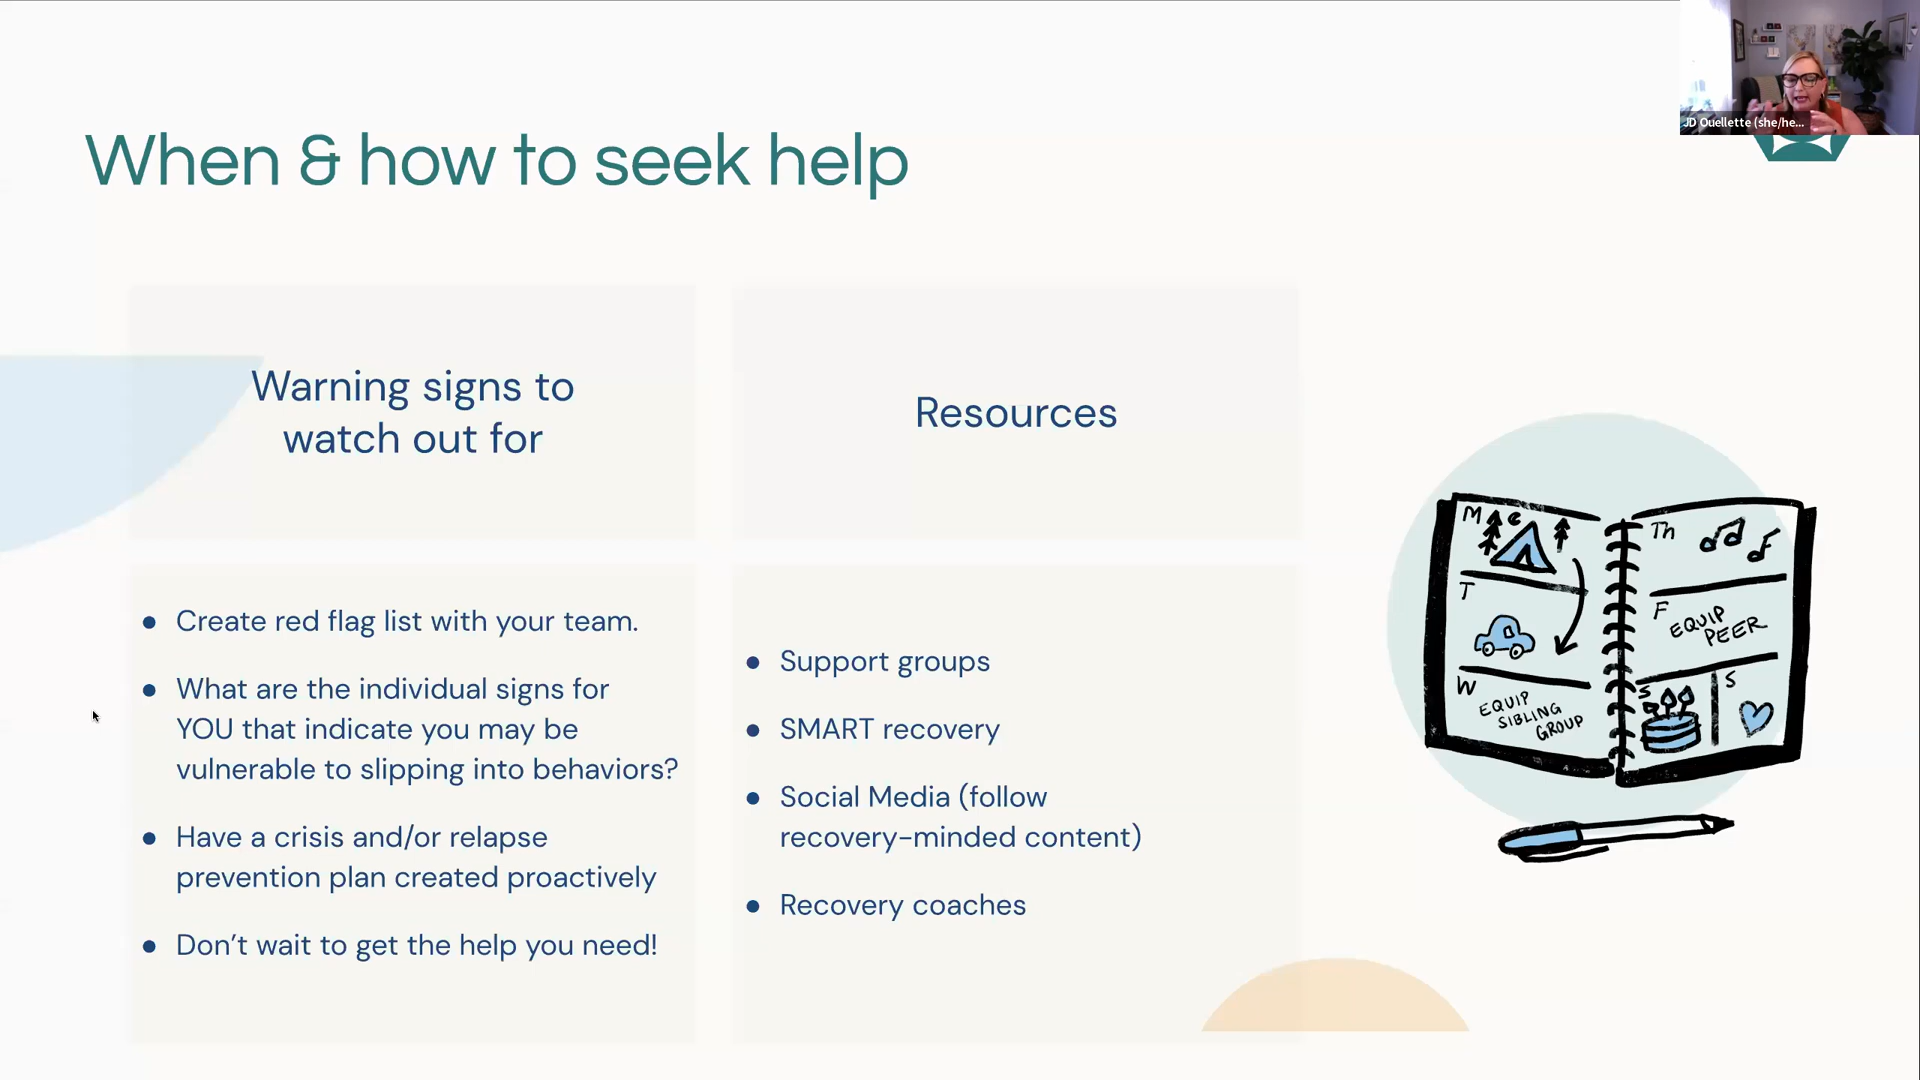 JD Ouellette (she/he...
When & how to seek help
Warning signs to
watch out for
Resources
● Create red flag list with your team.
● What are the individual signs for
YOU that indicate you may be
vulnerable to slipping into behaviors?
● Have a crisis and/or relapse
prevention plan created proactively
● Don’t wait to get the help you need!
● Support groups
● SMART recovery
● Social Media (follow
recovery-minded content)
● Recovery coaches
M
T
W
EQUIP
SIBLING
GROUP
Th
F
EQUIP
PEER
S
S